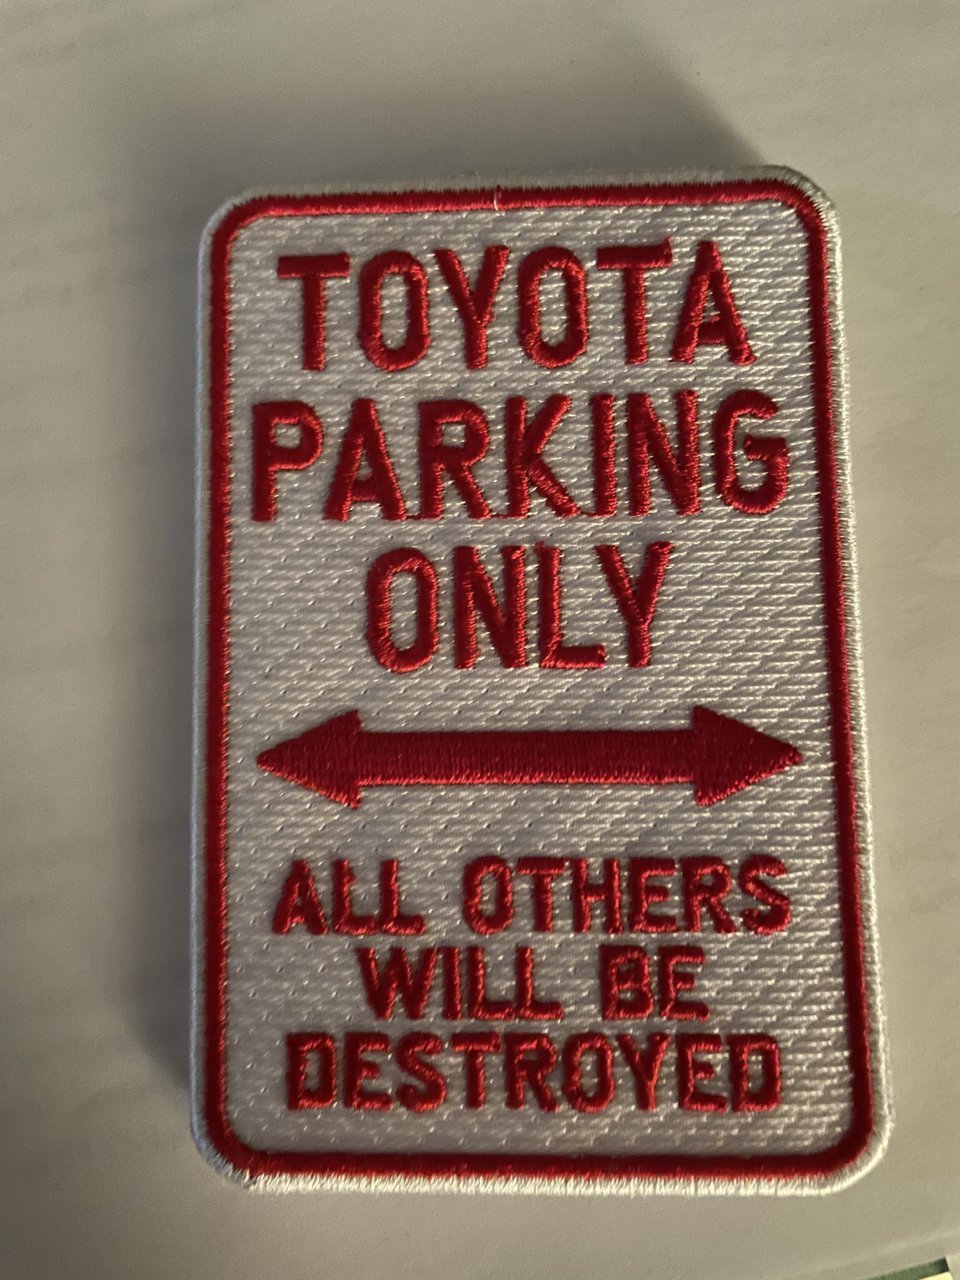 TOYOTA
PARKING
ONLY
ALL OTHERS
WILL BE
DESTROYED